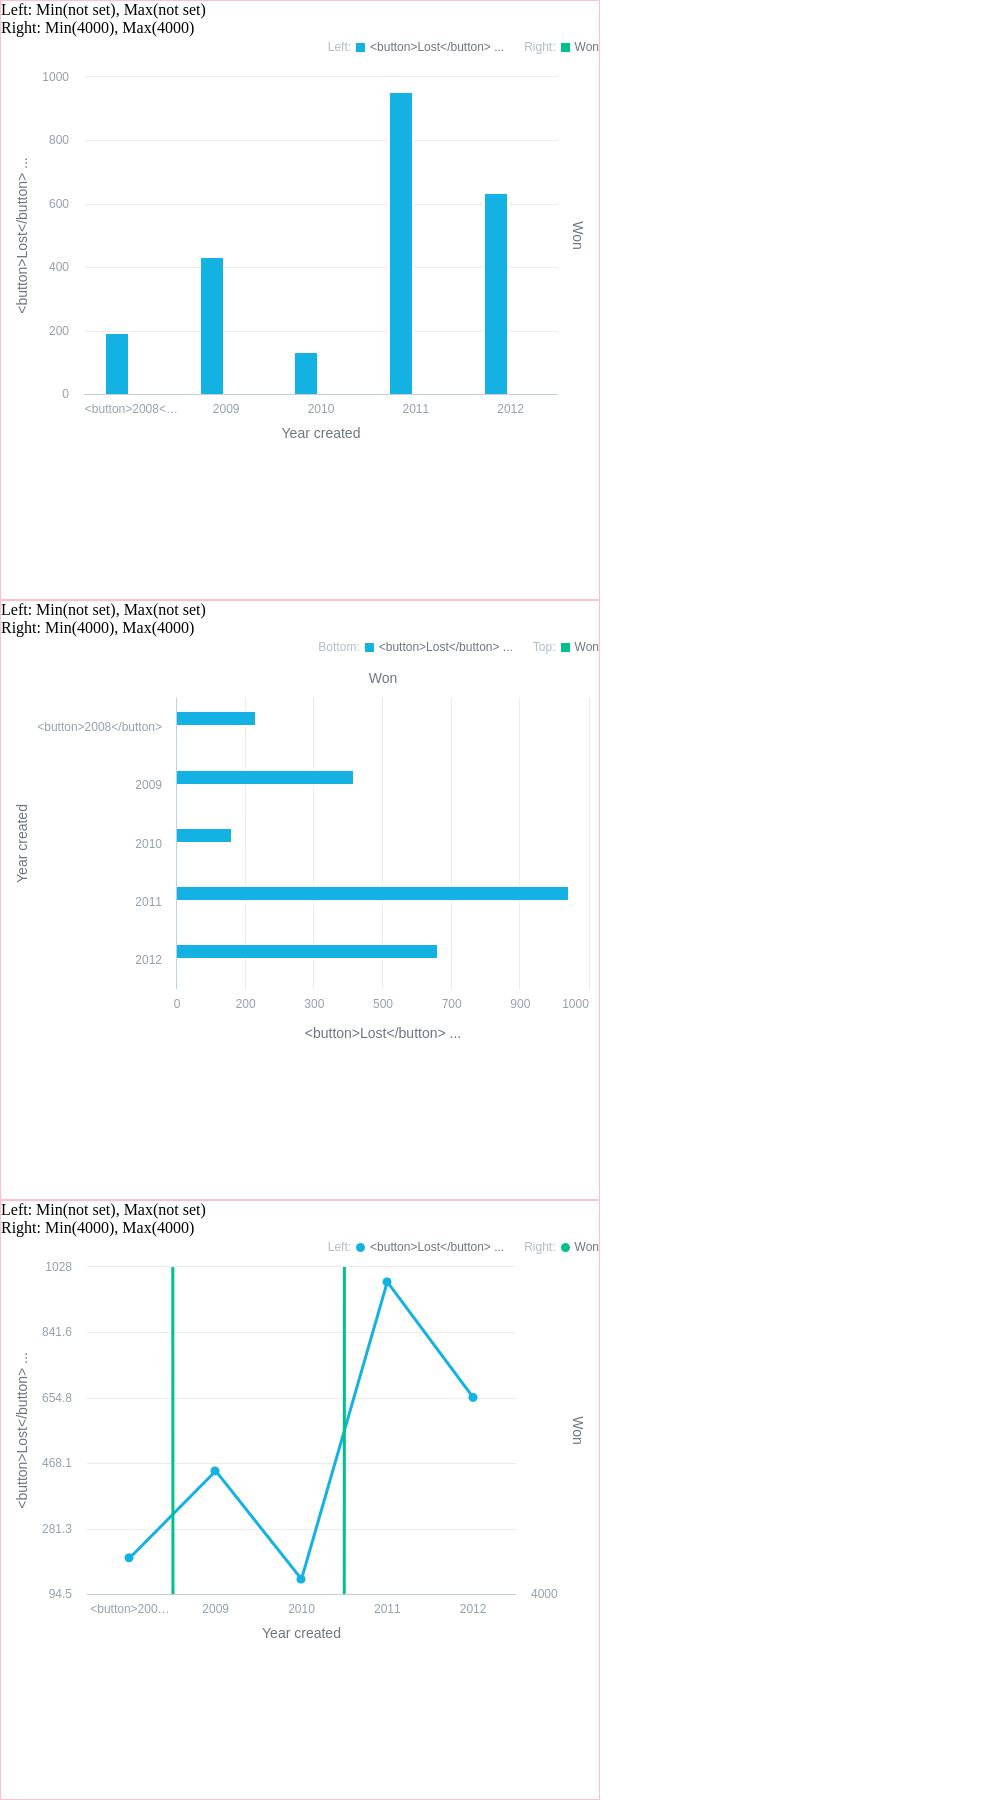 Left: Min(not set), Max(not set)
Right: Min(4000), Max(4000)
Left: <button>Lost</button> ... Right: Won
1000
800
600
400
200
0
<button>Lost</button> ...
Won
<button>2008<… 2009 2010 2011 2012
Year created
Left: Min(not set), Max(not set)
Right: Min(4000), Max(4000)
Bottom: <button>Lost</button> ... Top: Won
Won
<button>2008</button>
2009
2010
2011
2012
Year created
0 200 300 500 700 900 1000
<button>Lost</button> ...
Left: Min(not set), Max(not set)
Right: Min(4000), Max(4000)
Left: <button>Lost</button> ... Right: Won
1028
841.6
654.8
468.1
281.3
94.5
<button>Lost</button> ...
Won
4000
<button>200… 2009 2010 2011 2012
Year created